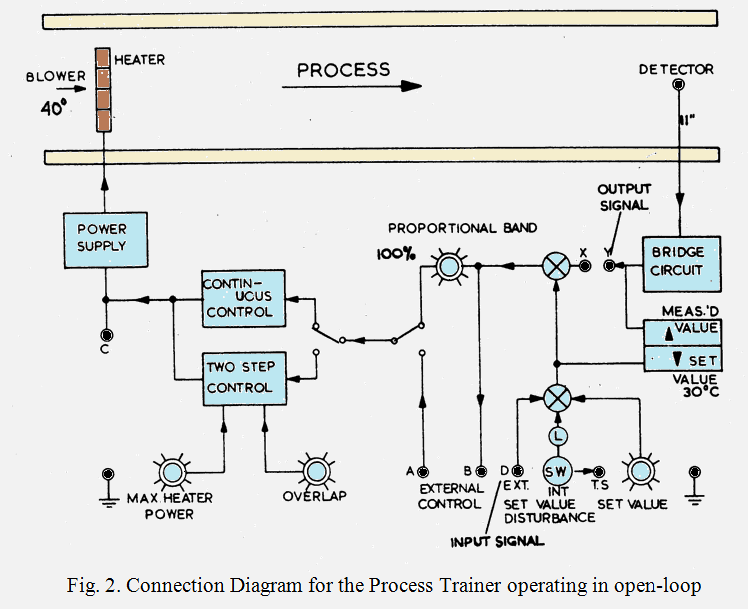 HEATER
BLOWER
40°
PROCESS
DETECTOR
11"
OUTPUT
SIGNAL
POWER
SUPPLY
PROPORTIONAL BAND
100%
X
Y
BRIDGE
CIRCUIT
CONTIN-
UCUS
CONTROL
MEAS.'D
VALUE
SET
VALUE
30°C
C
TWO STEP
CONTROL
L
A
B
D
SW
T.S
MAX. HEATER
POWER
OVERLAP
EXTERNAL
CONTROL
EXT.
INT
SET VALUE
DISTURBANCE
SET VALUE
INPUT SIGNAL
Fig. 2. Connection Diagram for the Process Trainer operating in open-loop